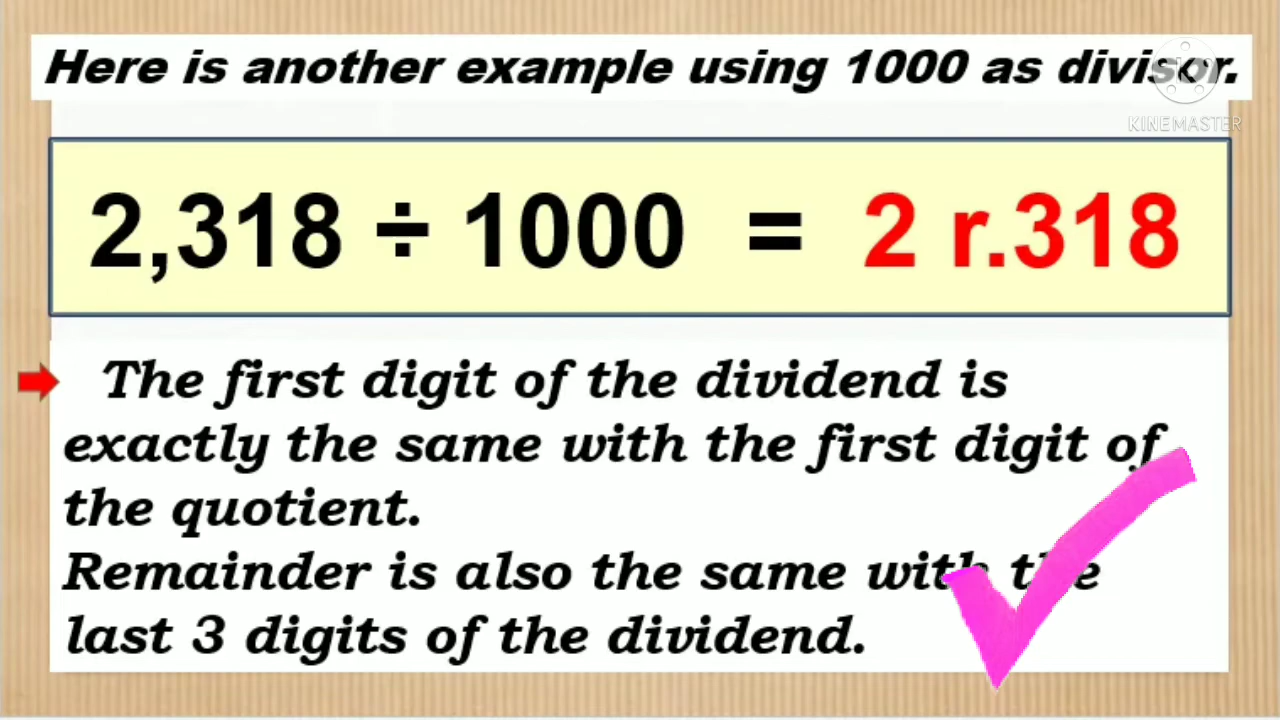 Here is another example using 1000 as divisor.
KINEMASTER
2,318 ÷ 1000 = 2 r.318
The first digit of the dividend is
exactly the same with the first digit of
the quotient.
Remainder is also the same with the
last 3 digits of the dividend.